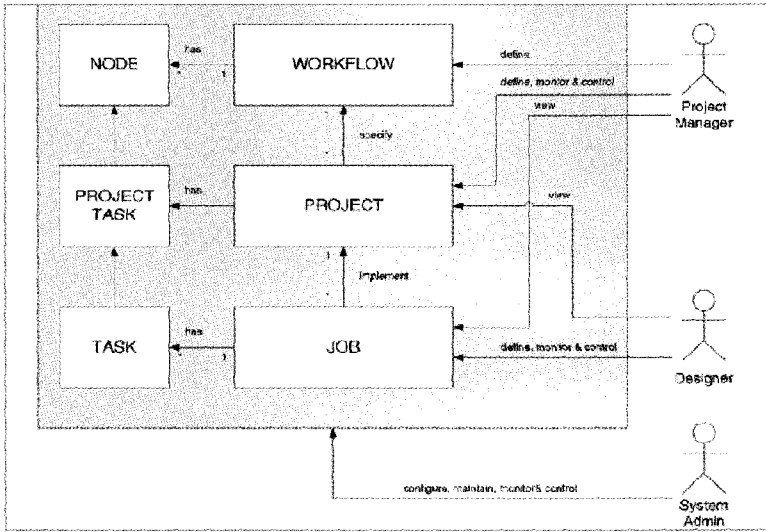 has
define
NODE
WORKFLOW
define, monitor & control
Project
Manager
view
specify
has
view
PROJECT
TASK
PROJECT
implement
has
define, monitor & control
TASK
JOB
Designer
configure, maintain, monitor & control
System
Admin